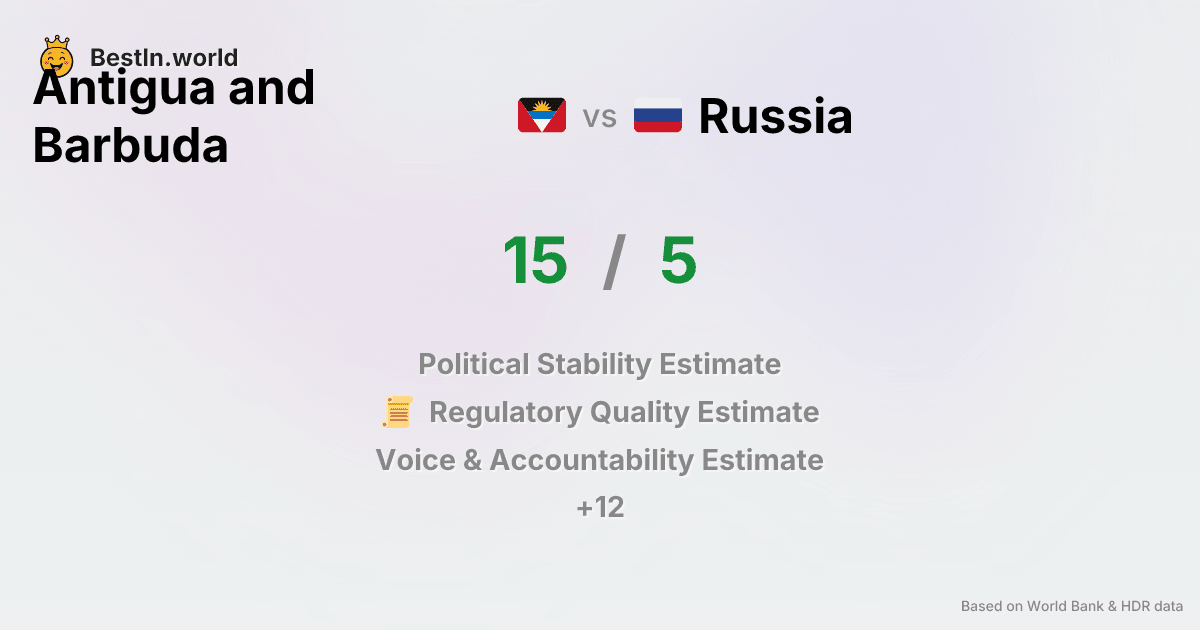 BestIn.world
Antigua and
Barbuda
vs
Russia
15 / 5
Political Stability Estimate
Regulatory Quality Estimate
Voice & Accountability Estimate
+12
Based on World Bank & HDR data